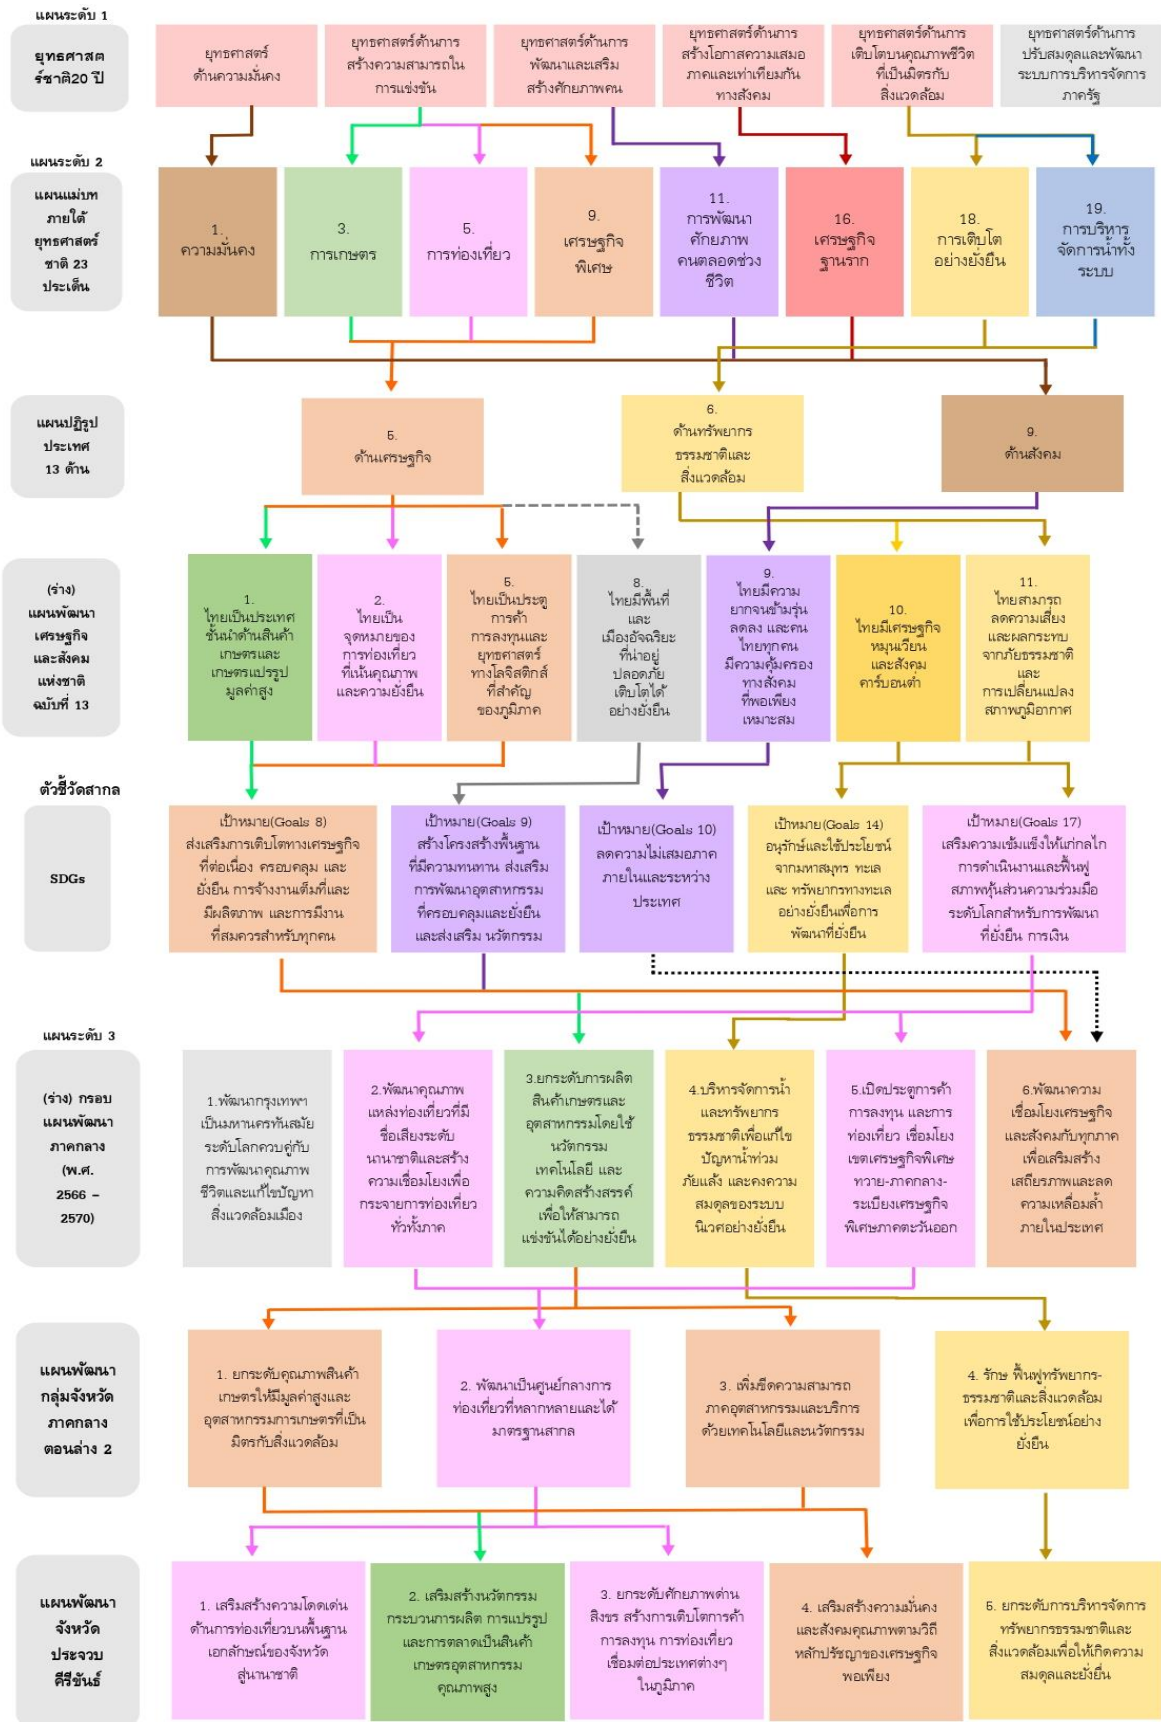 แผนระดับ 1
ยุทธศาสต
ร์ชาติ20 ปี
ยุทธศาสตร์
ด้านความมั่นคง
ยุทธศาสตร์ด้านการ
สร้างความสามารถใน
การแข่งขัน
ยุทธศาสตร์ด้านการ
พัฒนาและเสริม
สร้างศักยภาพคน
ยุทธศาสตร์ด้านการ
สร้างโอกาสความเสมอ
ภาคและเท่าเทียมกัน
ทางสังคม
ยุทธศาสตร์ด้านการ
เติบโตบนคุณภาพชีวิต
ที่เป็นมิตรกับ
สิ่งแวดล้อม
ยุทธศาสตร์ด้านการ
ปรับสมดุลและพัฒนา
ระบบการบริหารจัดการ
ภาครัฐ
แผนระดับ 2
แผนแม่บท
ภายใต้
ยุทธศาสตร์
ชาติ 23
ประเด็น
1.
ความมั่นคง
3.
การเกษตร
5.
การท่องเที่ยว
9.
เศรษฐกิจ
พิเศษ
11.
การพัฒนา
ศักยภาพ
คนตลอดช่วง
ชีวิต
16.
เศรษฐกิจ
ฐานราก
18.
การเติบโต
อย่างยั่งยืน
19.
การบริหาร
จัดการน้ำทั้ง
ระบบ
แผนปฏิรูป
ประเทศ
13 ด้าน
5.
ด้านเศรษฐกิจ
6.
ด้านทรัพยากร
ธรรมชาติและ
สิ่งแวดล้อม
9.
ด้านสังคม
(ร่าง)
แผนพัฒนา
เศรษฐกิจ
และสังคม
แห่งชาติ
ฉบับที่ 13
1.
ไทยเป็นประเทศ
ชั้นนำด้านสินค้า
เกษตรและ
เกษตรแปรรูป
มูลค่าสูง
2.
ไทยเป็น
จุดหมายของ
การท่องเที่ยว
ที่เน้นคุณภาพ
และความยั่งยืน
5.
ไทยเป็นประตู
การค้า
การลงทุนและ
ยุทธศาสตร์
ทางโลจิสติกส์
ที่สำคัญ
ของภูมิภาค
8.
ไทยมีพื้นที่
และ
เมืองอัจฉริยะ
ที่น่าอยู่
ปลอดภัย
เติบโตได้
อย่างยั่งยืน
9.
ไทยมีความ
ยากจนข้ามรุ่น
ลดลง และคน
ไทยทุกคน
มีความคุ้มครอง
ทางสังคม
ที่พอเพียง
เหมาะสม
10.
ไทยมีเศรษฐกิจ
หมุนเวียน
และสังคม
คาร์บอนต่ำ
11.
ไทยสามารถ
ลดความเสี่ยง
และผลกระทบ
จากภัยธรรมชาติ
และ
การเปลี่ยนแปลง
สภาพภูมิอากาศ
ตัวชี้วัดสากล
SDGs
เป้าหมาย(Goals 8)
ส่งเสริมการเติบโตทางเศรษฐกิจ
ที่ต่อเนื่อง ครอบคลุม และ
ยั่งยืน การจ้างงานเต็มที่และ
มีผลิตภาพ และการมีงาน
ที่สมควรสำหรับทุกคน
เป้าหมาย(Goals 9)
สร้างโครงสร้างพื้นฐาน
ที่มีความทนทาน ส่งเสริม
การพัฒนาอุตสาหกรรม
ที่ครอบคลุมและยั่งยืน
และส่งเสริม นวัตกรรม
เป้าหมาย(Goals 10)
ลดความไม่เสมอภาค
ภายในและระหว่าง
ประเทศ
เป้าหมาย(Goals 14)
อนุรักษ์และใช้ประโยชน์
จากมหาสมุทร ทะเล
และ ทรัพยากรทางทะเล
อย่างยั่งยืนเพื่อการ
พัฒนาที่ยั่งยืน
เป้าหมาย(Goals 17)
เสริมความเข้มแข็งให้แก่กลไก
การดำเนินงานและฟื้นฟู
สภาพหุ้นส่วนความร่วมมือ
ระดับโลกสำหรับการพัฒนา
ที่ยั่งยืน การเงิน
แผนระดับ 3
(ร่าง) กรอบ
แผนพัฒนา
ภาคกลาง
(พ.ศ.
2566 –
2570)
1.พัฒนากรุงเทพฯ
เป็นมหานครทันสมัย
ระดับโลกควบคู่กับ
การพัฒนาคุณภาพ
ชีวิตและแก้ไขปัญหา
สิ่งแวดล้อมเมือง
2.พัฒนาคุณภาพ
แหล่งท่องเที่ยวที่มี
ชื่อเสียงระดับ
นานาชาติและสร้าง
ความเชื่อมโยงเพื่อ
กระจายการท่องเที่ยว
ทั่วทั้งภาค
3.ยกระดับการผลิต
สินค้าเกษตรและ
อุตสาหกรรมโดยใช้
นวัตกรรม
เทคโนโลยี และ
ความคิดสร้างสรรค์
เพื่อให้สามารถ
แข่งขันได้อย่างยั่งยืน
4.บริหารจัดการน้ำ
และทรัพยากร
ธรรมชาติเพื่อแก้ไข
ปัญหาน้ำท่วม
ภัยแล้ง และคงความ
สมดุลของระบบ
นิเวศอย่างยั่งยืน
5.เปิดประตูการค้า
การลงทุน และการ
ท่องเที่ยว เชื่อมโยง
เขตเศรษฐกิจพิเศษ
ทวาย-ภาคกลาง-
ระเบียงเศรษฐกิจ
พิเศษภาคตะวันออก
6.พัฒนาความ
เชื่อมโยงเศรษฐกิจ
และสังคมกับทุกภาค
เพื่อเสริมสร้าง
เสถียรภาพและลด
ความเหลื่อมล้ำ
ภายในประเทศ
แผนพัฒนา
กลุ่มจังหวัด
ภาคกลาง
ตอนล่าง 2
1. ยกระดับคุณภาพสินค้า
เกษตรให้มีมูลค่าสูงและ
อุตสาหกรรมการเกษตรที่เป็น
มิตรกับสิ่งแวดล้อม
2. พัฒนาเป็นศูนย์กลางการ
ท่องเที่ยวที่หลากหลายและได้
มาตรฐานสากล
3. เพิ่มขีดความสามารถ
ภาคอุตสาหกรรมและบริการ
ด้วยเทคโนโลยีและนวัตกรรม
4. รักษ ฟื้นฟูทรัพยากร-
ธรรมชาติและสิ่งแวดล้อม
เพื่อการใช้ประโยชน์อย่าง
ยั่งยืน
แผนพัฒนา
จังหวัด
ประจวบ
คีรีขันธ์
1. เสริมสร้างความโดดเด่น
ด้านการท่องเที่ยวบนพื้นฐาน
เอกลักษณ์ของจังหวัด
สู่นานาชาติ
2. เสริมสร้างนวัตกรรม
กระบวนการผลิต การแปรรูป
และการตลาดเป็นสินค้า
เกษตรอุตสาหกรรม
คุณภาพสูง
3. ยกระดับศักยภาพด่าน
สิงขร สร้างการเติบโตการค้า
การลงทุน การท่องเที่ยว
เชื่อมต่อประเทศต่างๆ
ในภูมิภาค
4. เสริมสร้างความมั่นคง
และสังคมคุณภาพตามวิถี
หลักปรัชญาของเศรษฐกิจ
พอเพียง
5. ยกระดับการบริหารจัดการ
ทรัพยากรธรรมชาติและ
สิ่งแวดล้อมเพื่อให้เกิดความ
สมดุลและยั่งยืน